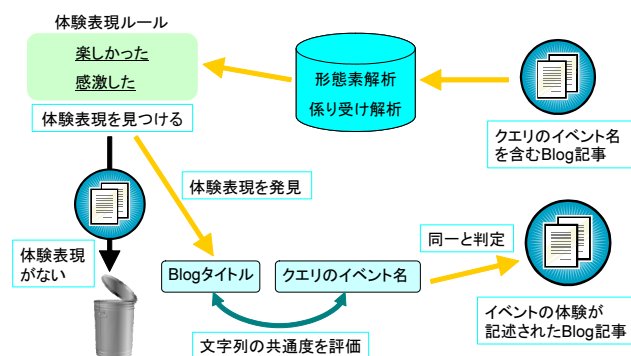 体験表現ルール
楽しかった
感激した
体験表現を見つける
形態素解析
係り受け解析
クエリのイベント名
を含むBlog記事
体験表現を発見
体験表現
がない
Blogタイトル
クエリのイベント名
同一と判定
文字列の共通度を評価
イベントの体験が
記述されたBlog記事